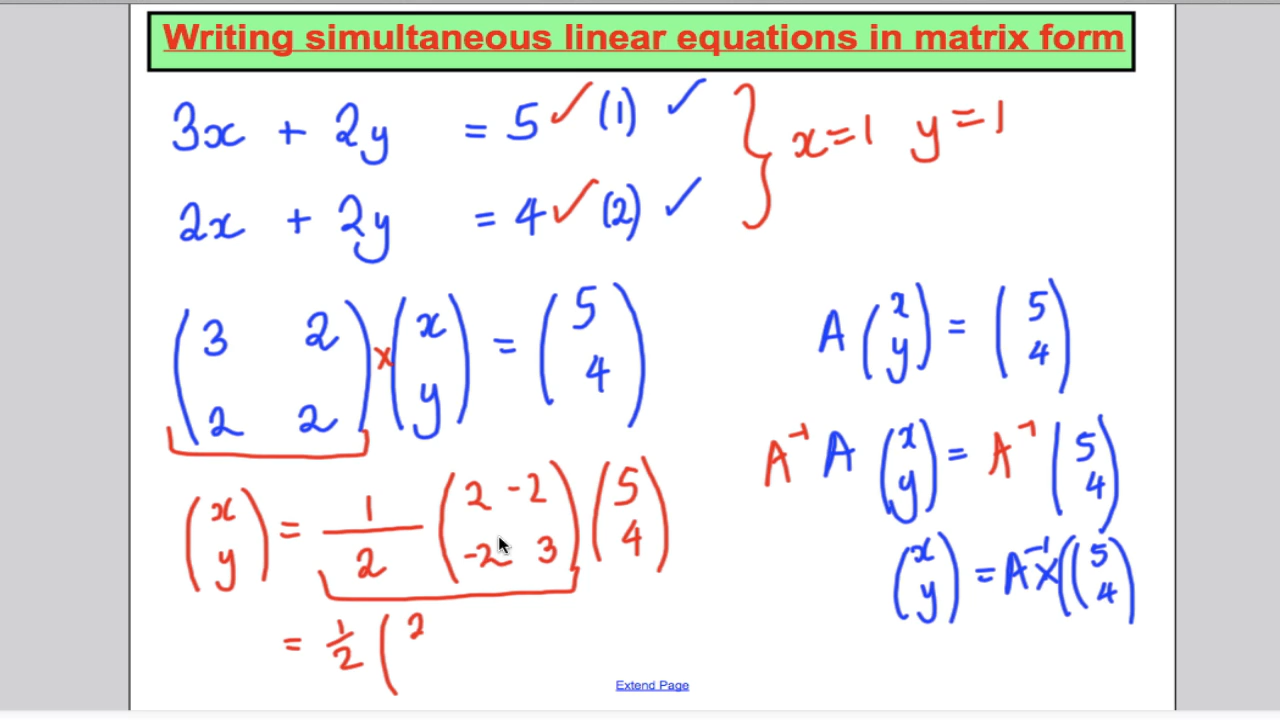 Writing simultaneous linear equations in matrix form
3x + 2y = 5 ✓ (1) ✓ } x=1 y=1
2x + 2y = 4 ✓ (2) ✓
(3 2
2 2) x (x
y) = (5
4)
A (x
y) = (5
4)
A⁻¹ A (x
y) = A⁻¹ (5
4)
(x
y) = A⁻¹ x ((5
4)
(x
y) = 1/2 (2 -2
-2 3) (5
4)
= 1/2 (2
Extend Page